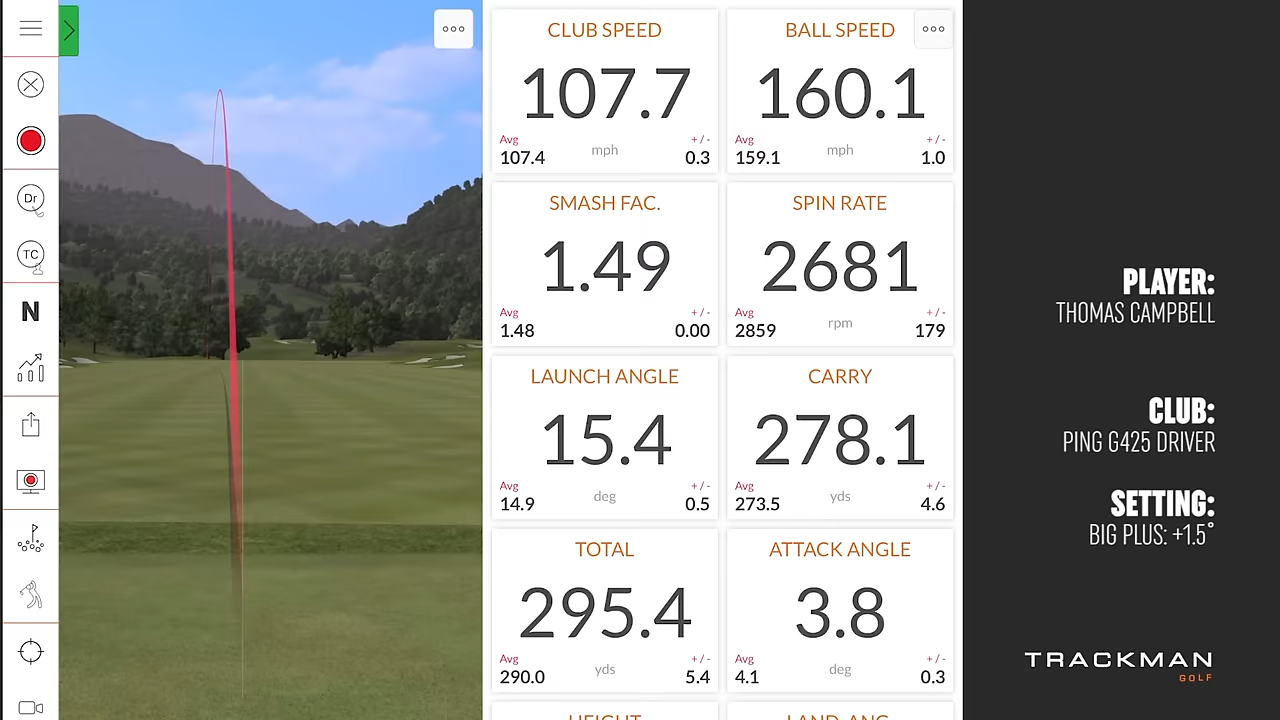 Dr
TC
N
CLUB SPEED
107.7
Avg
+ / -
107.4
mph
0.3
BALL SPEED
160.1
Avg
+ / -
159.1
mph
1.0
SMASH FAC.
1.49
Avg
+ / -
1.48
0.00
SPIN RATE
2681
Avg
+ / -
2859
rpm
179
LAUNCH ANGLE
15.4
Avg
+ / -
14.9
deg
0.5
CARRY
278.1
Avg
+ / -
273.5
yds
4.6
TOTAL
295.4
Avg
+ / -
290.0
yds
5.4
ATTACK ANGLE
3.8
Avg
+ / -
4.1
deg
0.3
HEIGHT
LAND. ANG.
PLAYER:
THOMAS CAMPBELL
CLUB:
PING G425 DRIVER
SETTING:
BIG PLUS: +1.5°
TRACKMAN
GOLF